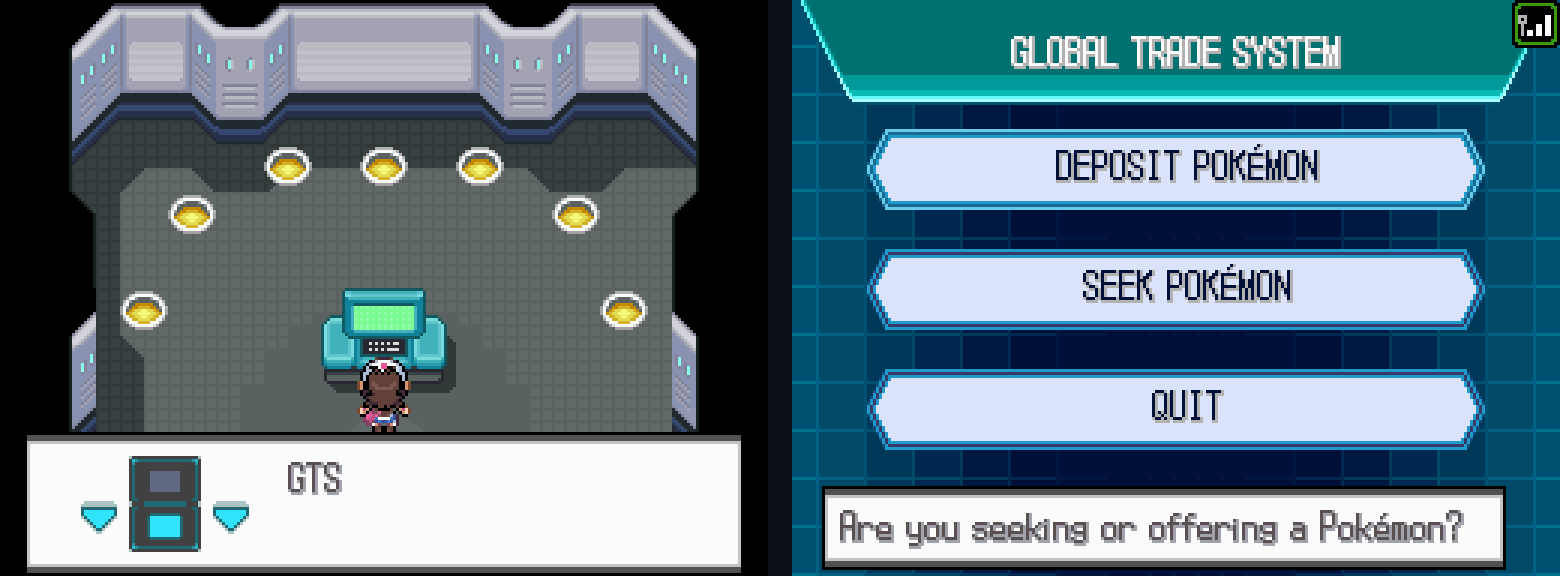 GTS
GLOBAL TRADE SYSTEM
DEPOSIT POKÉMON
SEEK POKÉMON
QUIT
Are you seeking or offering a Pokémon?